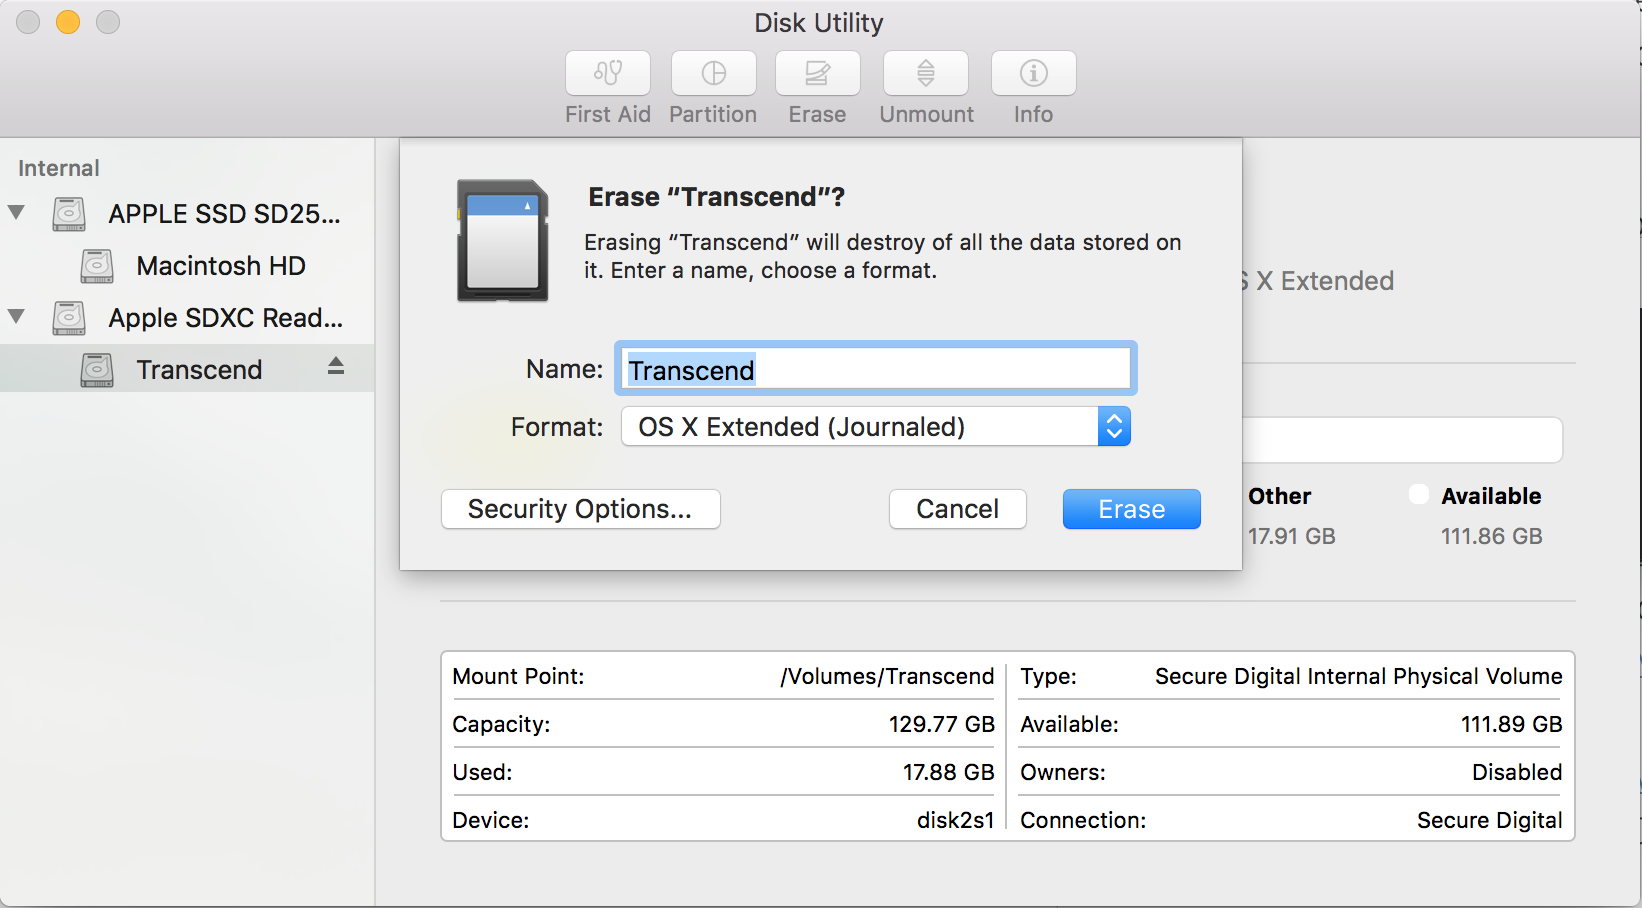 Disk Utility
First Aid
Partition
Erase
Unmount
Info
Internal
APPLE SSD SD25...
Macintosh HD
Apple SDXC Read...
Transcend
Erase “Transcend”?
Erasing “Transcend” will destroy of all the data stored on
it. Enter a name, choose a format.
X Extended
Name: Transcend
Format: OS X Extended (Journaled)
Security Options...
Cancel
Erase
Other
17.91 GB
Available
111.86 GB
Mount Point: /Volumes/Transcend
Capacity: 129.77 GB
Used: 17.88 GB
Device: disk2s1
Type: Secure Digital Internal Physical Volume
Available: 111.89 GB
Owners: Disabled
Connection: Secure Digital